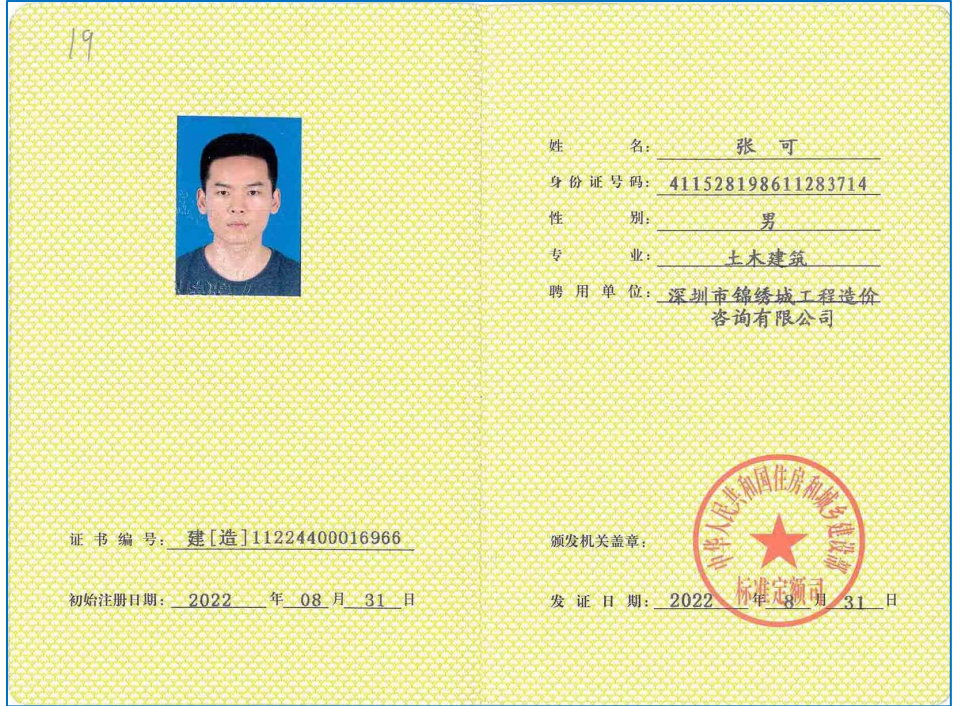 19
姓 名： 张 可
身份证号码： 411528198611283714
性 别： 男
专 业： 土木建筑
聘用单位： 深圳市锦绣城工程造价
咨询有限公司
证书编号： 建[造]11224400016966
初始注册日期： 2022 年 08 月 31 日
颁发机关盖章：
中华人民共和国住房和城乡建设部
标准定额司
发证日期： 2022 年 8 月 31 日